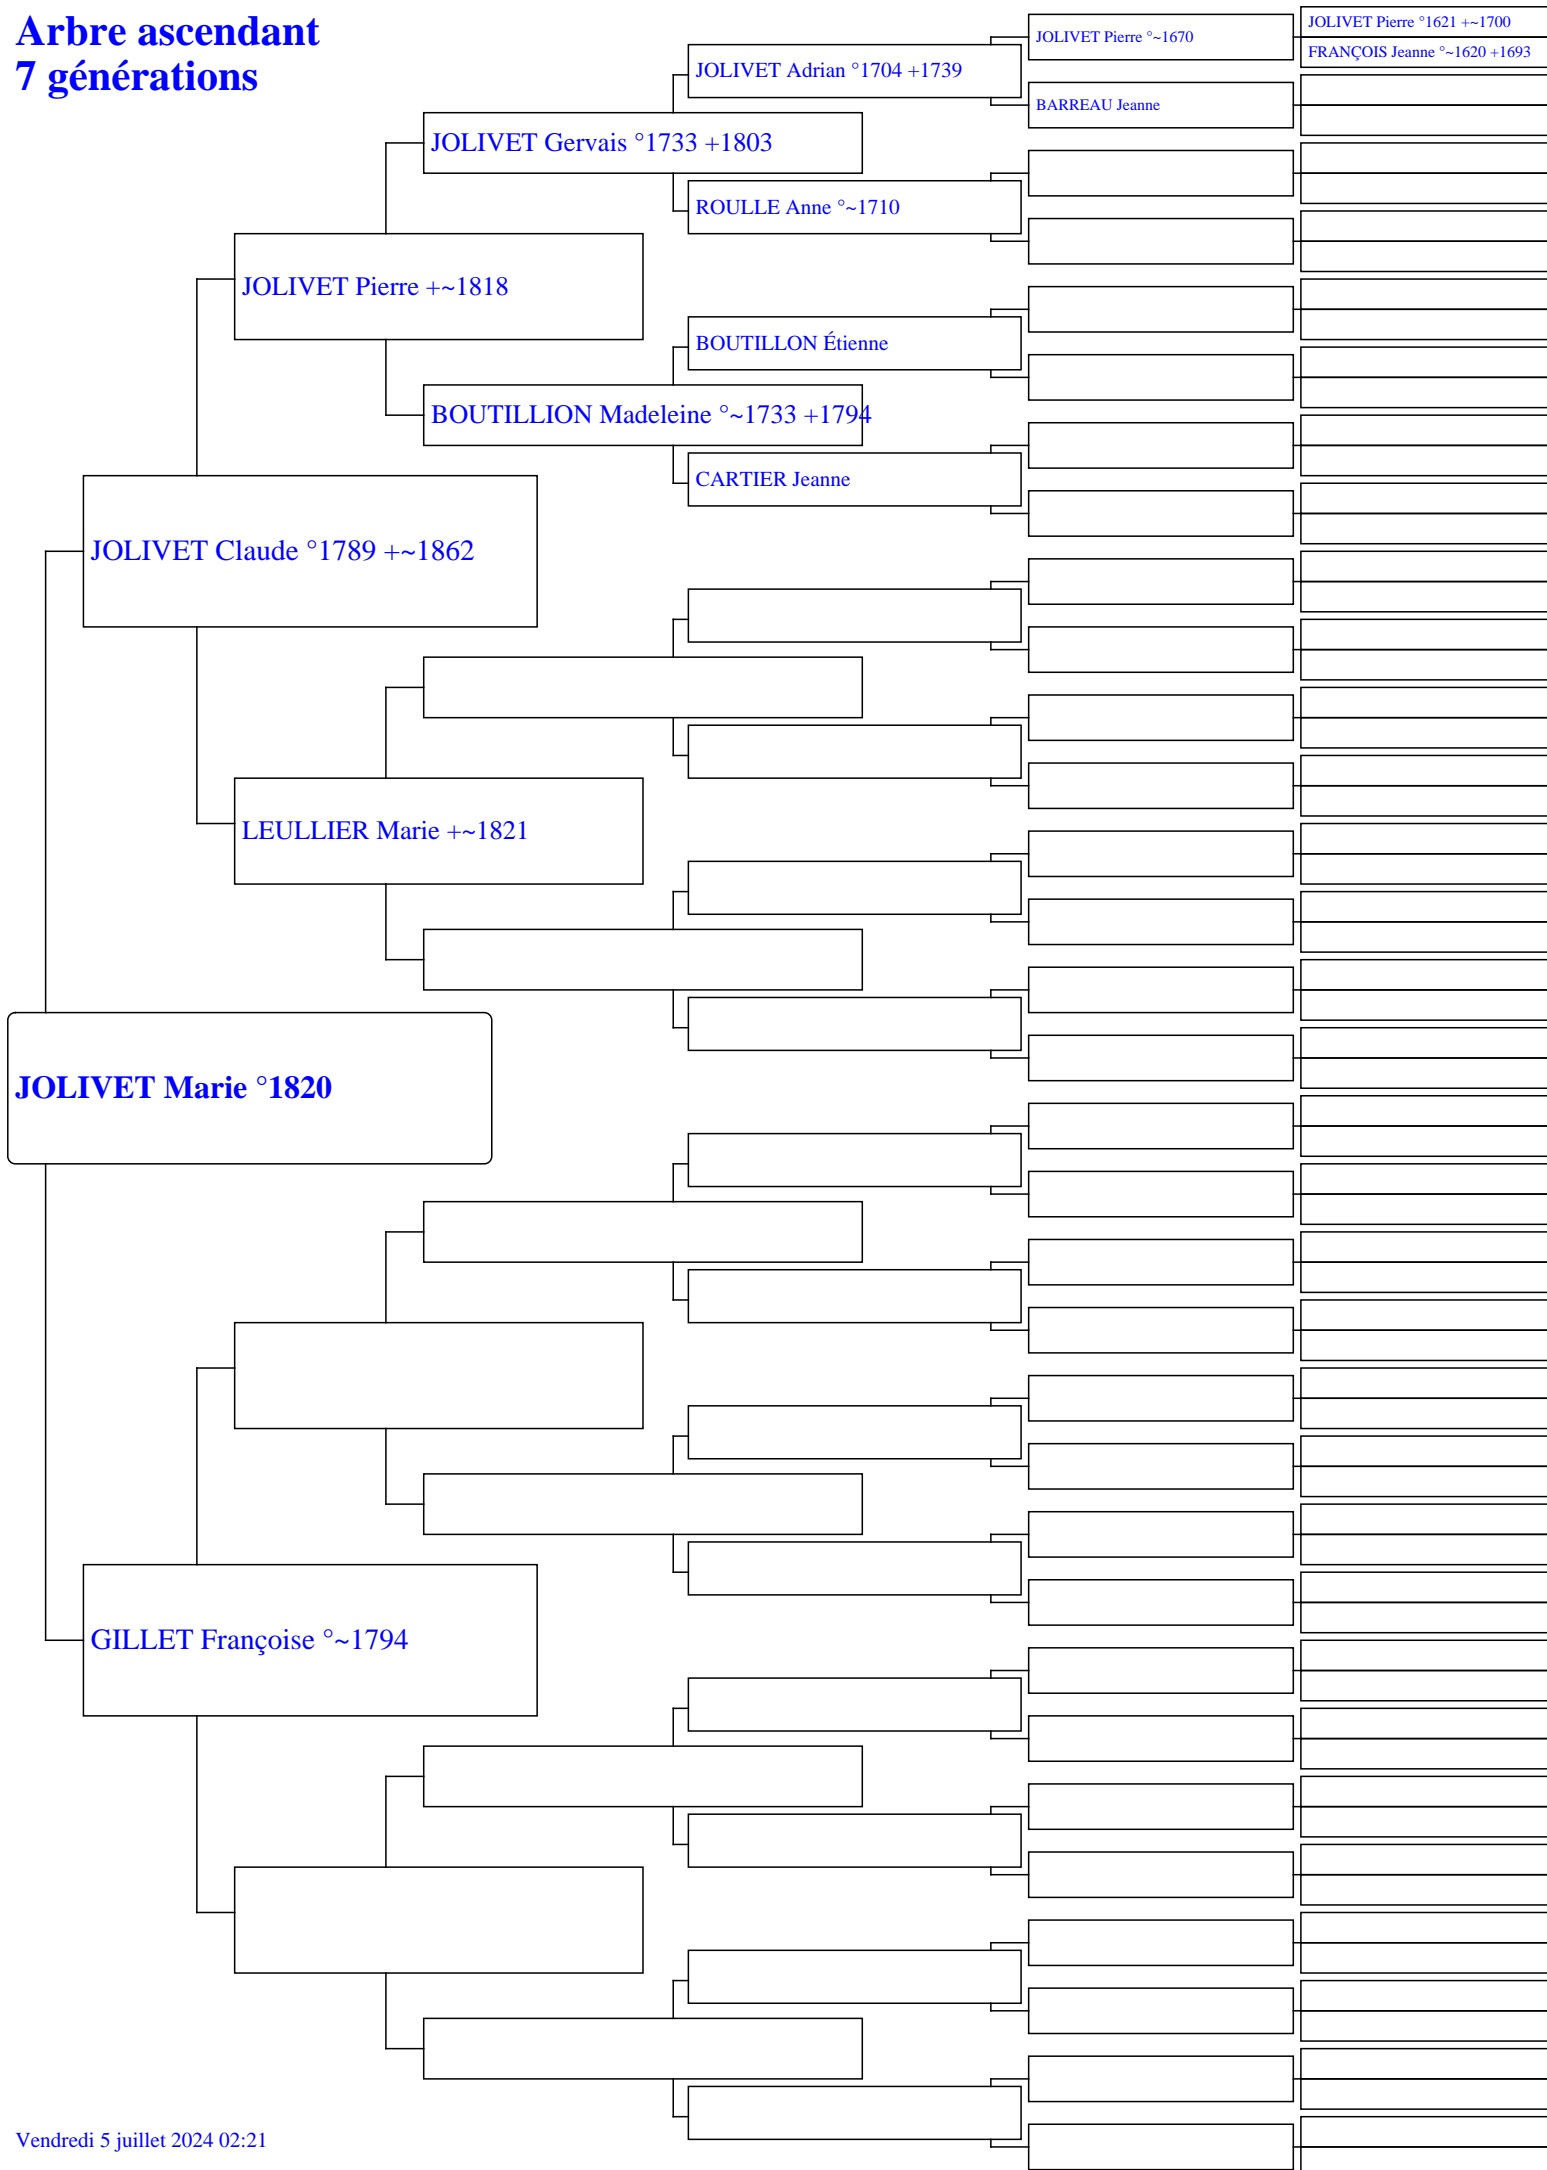 Arbre ascendant
7 générations
JOLIVET Pierre °1621 +~1700
FRANÇOIS Jeanne °~1620 +1693
JOLIVET Pierre °~1670
JOLIVET Adrian °1704 +1739
BARREAU Jeanne
JOLIVET Gervais °1733 +1803
ROULLE Anne °~1710
JOLIVET Pierre +~1818
BOUTILLON Étienne
BOUTILLION Madeleine °~1733 +1794
CARTIER Jeanne
JOLIVET Claude °1789 +~1862
LEULLIER Marie +~1821
JOLIVET Marie °1820
GILLET Françoise °~1794
Vendredi 5 juillet 2024 02:21